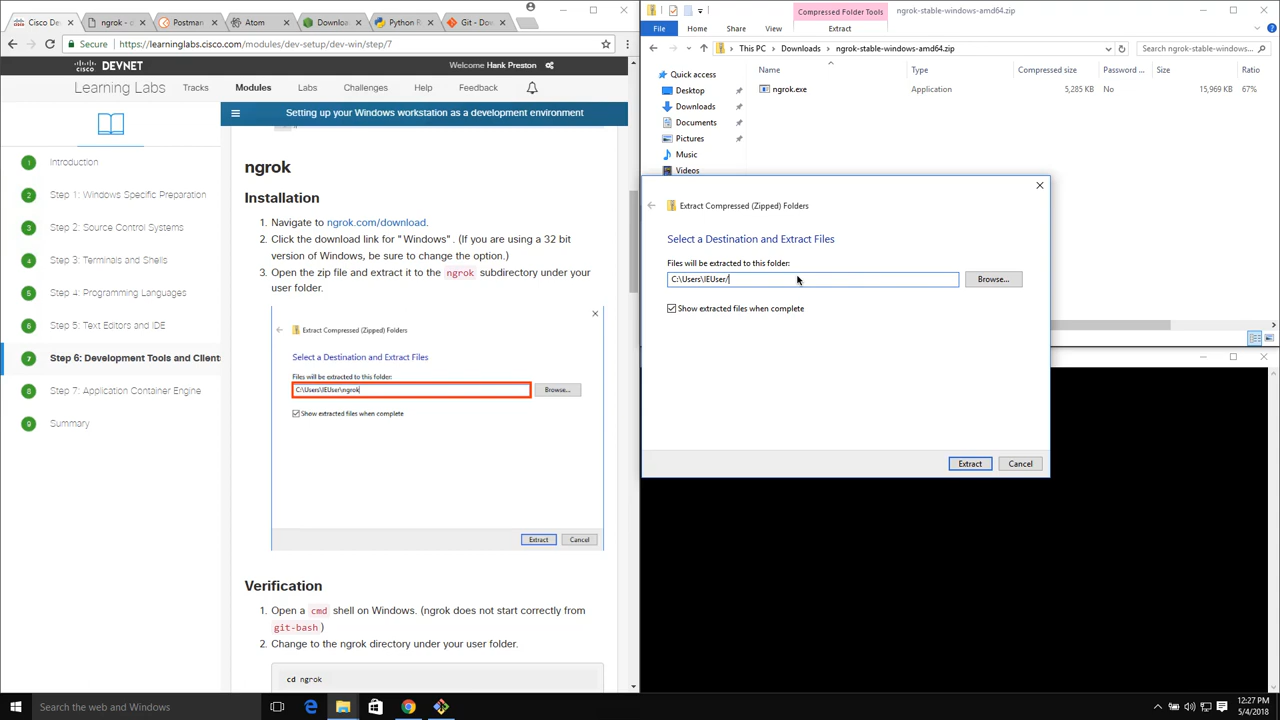 Cisco De
ngrok - d
Postman
Atom
Downloa
Python R
Git - Dow
Secure
https://learninglabs.cisco.com/modules/dev-setup/dev-win/step/7
cisco
DEVNET
Welcome Hank Preston
Learning Labs
Tracks
Modules
Labs
Challenges
Help
Feedback
Setting up your Windows workstation as a development environment
1 Introduction
2 Step 1: Windows Specific Preparation
3 Step 2: Source Control Systems
4 Step 3: Terminals and Shells
5 Step 4: Programming Languages
6 Step 5: Text Editors and IDE
7 Step 6: Development Tools and Clients
8 Step 7: Application Container Engine
9 Summary
ngrok
Installation
1. Navigate to ngrok.com/download.
2. Click the download link for "Windows" . (If you are using a 32 bit
version of Windows, be sure to change the option.)
3. Open the zip file and extract it to the ngrok subdirectory under your
user folder.
Extract Compressed (Zipped) Folders
Select a Destination and Extract Files
Files will be extracted to this folder:
C:\Users\IEUser\ngrok
Browse...
Show extracted files when complete
Extract
Cancel
Verification
1. Open a cmd shell on Windows. (ngrok does not start correctly from
git-bash )
2. Change to the ngrok directory under your user folder.
cd ngrok
Compressed Folder Tools
ngrok-stable-windows-amd64.zip
File
Home
Share
View
Extract
This PC
Downloads
ngrok-stable-windows-amd64.zip
Search ngrok-stable-windows-...
Quick access
Desktop
Downloads
Documents
Pictures
Music
Videos
Name
Type
Compressed size
Password ...
Size
Ratio
ngrok.exe
Application
5,285 KB
No
15,969 KB
67%
Extract Compressed (Zipped) Folders
Select a Destination and Extract Files
Files will be extracted to this folder:
C:\Users\IEUser/
Browse...
Show extracted files when complete
Extract
Cancel
Search the web and Windows
12:27 PM
5/4/2018